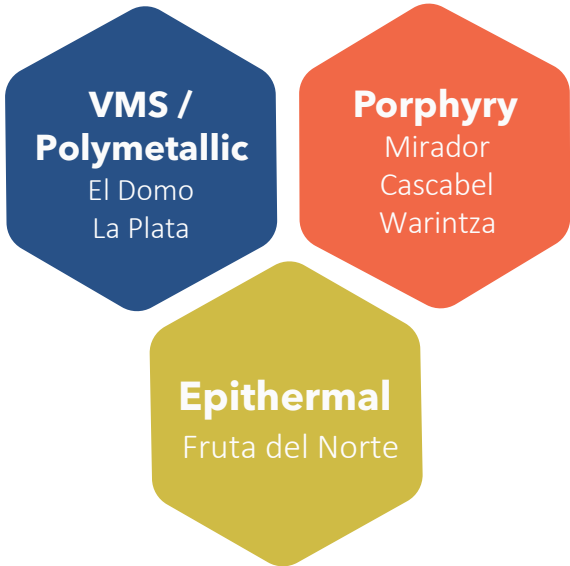 VMS /
Polymetallic
El Domo
La Plata
Porphyry
Mirador
Cascabel
Warintza
Epithermal
Fruta del Norte